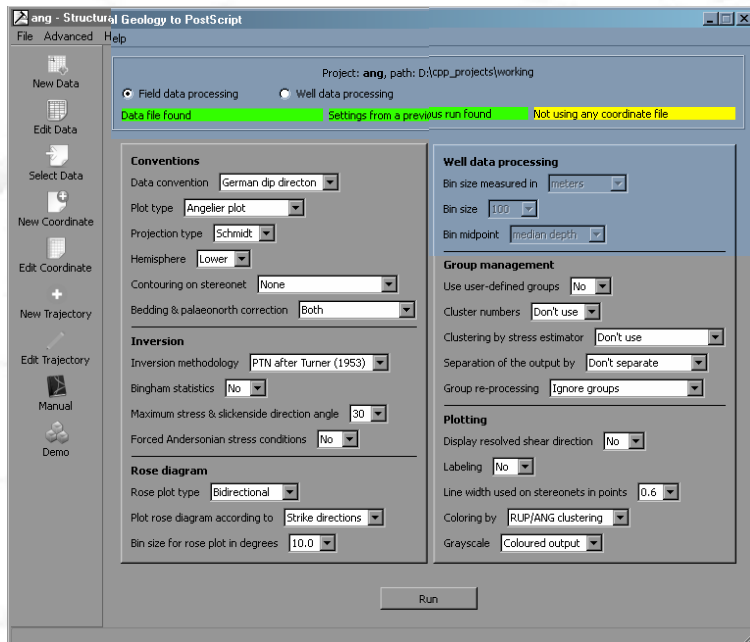 ang - Structural Geology to PostScript
File Advanced Help
New Data
Edit Data
Select Data
New Coordinate
Edit Coordinate
New Trajectory
Edit Trajectory
Manual
Demo
Project: ang, path: D:\cpp_projects\working
Field data processing Well data processing
Data file found Settings from a previous run found Not using any coordinate file
Conventions
Data convention German dip directon
Plot type Angelier plot
Projection type Schmidt
Hemisphere Lower
Contouring on stereonet None
Bedding & palaeonorth correction Both
Inversion
Inversion methodology PTN after Turner (1953)
Bingham statistics No
Maximum stress & slickenside direction angle 30
Forced Andersonian stress conditions No
Rose diagram
Rose plot type Bidirectional
Plot rose diagram according to Strike directions
Bin size for rose plot in degrees 10.0
Well data processing
Bin size measured in meters
Bin size 100
Bin midpoint median depth
Group management
Use user-defined groups No
Cluster numbers Don't use
Clustering by stress estimator Don't use
Separation of the output by Don't separate
Group re-processing Ignore groups
Plotting
Display resolved shear direction No
Labeling No
Line width used on stereonets in points 0.6
Coloring by RUP/ANG clustering
Grayscale Coloured output
Run